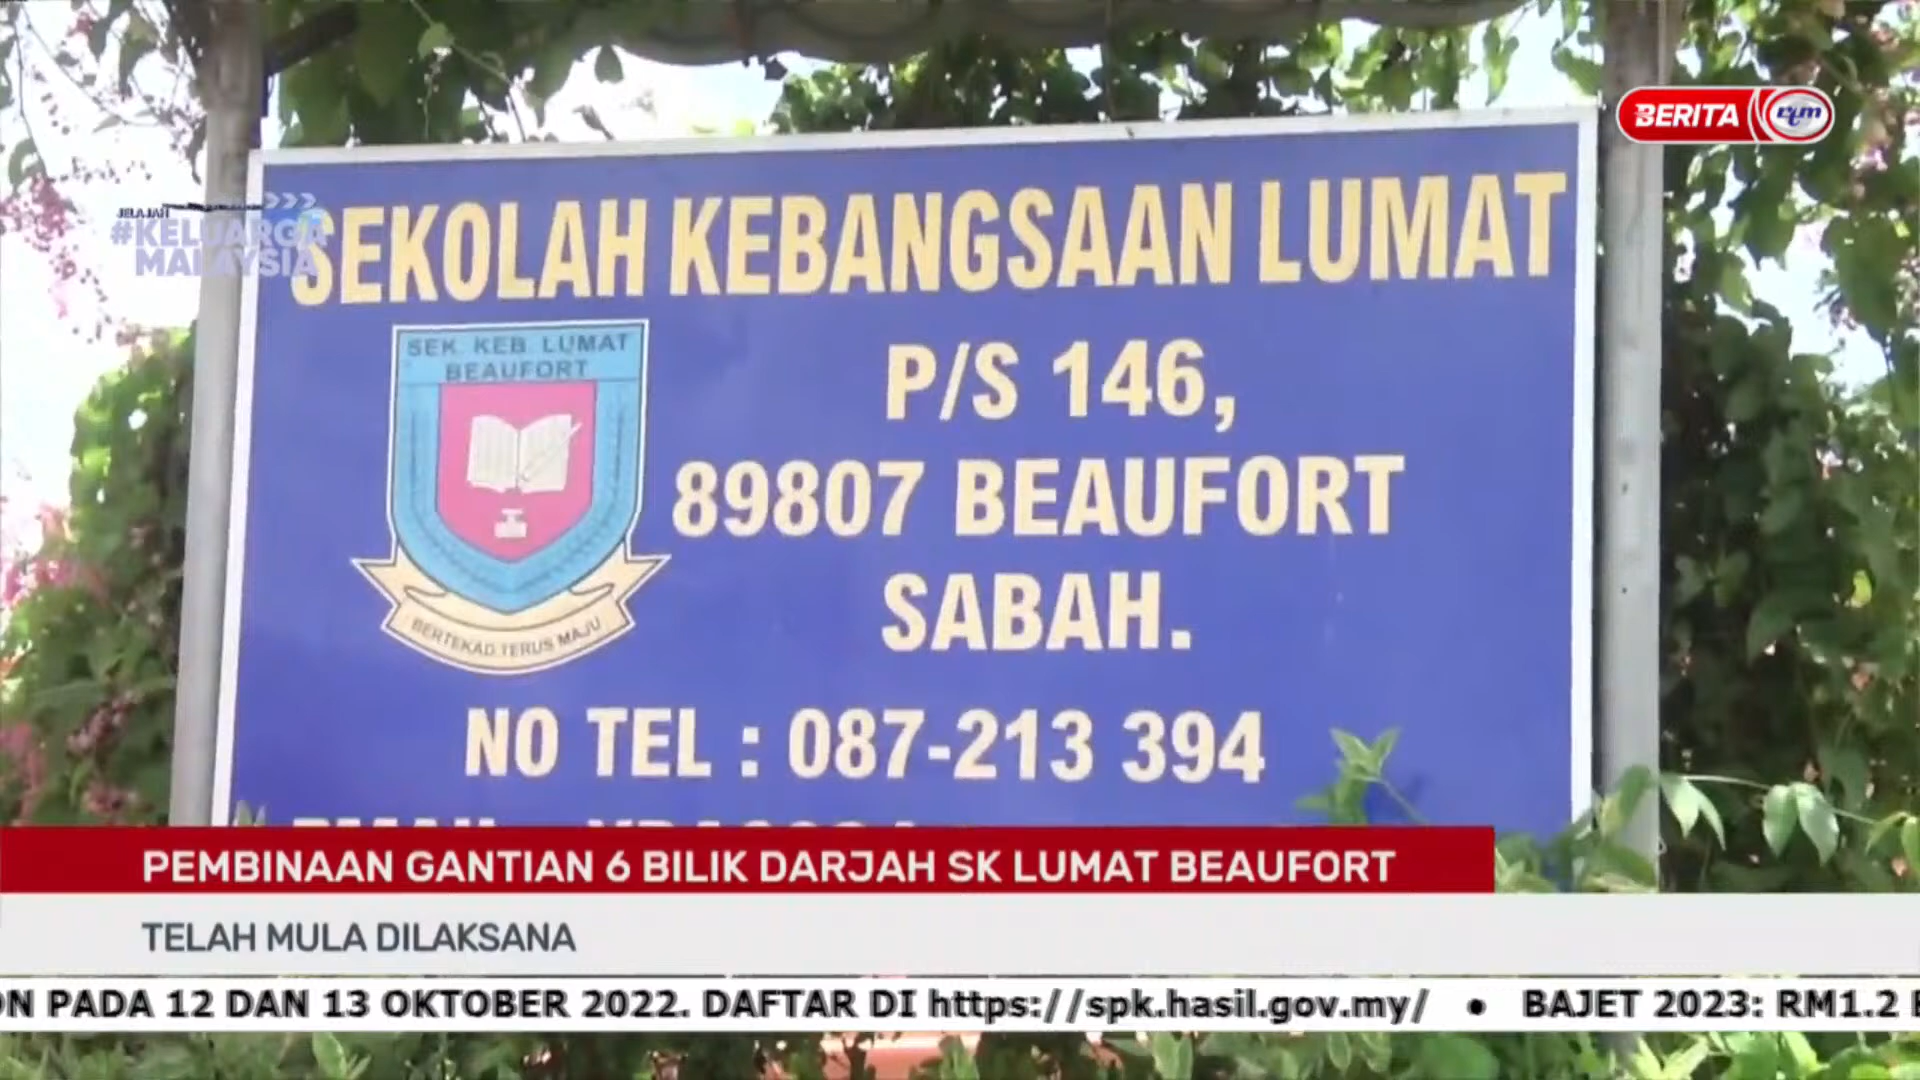 BERITA rtm
JELAJAH
#KELUARGA
MALAYSIA
SEKOLAH KEBANGSAAN LUMAT
SEK. KEB. LUMAT
BEAUFORT
BERTEKAD TERUS MAJU
P/S 146,
89807 BEAUFORT
SABAH.
NO TEL : 087-213 394
PEMBINAAN GANTIAN 6 BILIK DARJAH SK LUMAT BEAUFORT
TELAH MULA DILAKSANA
PADA 12 DAN 13 OKTOBER 2022. DAFTAR DI https://spk.hasil.gov.my/ • BAJET 2023: RM1.2